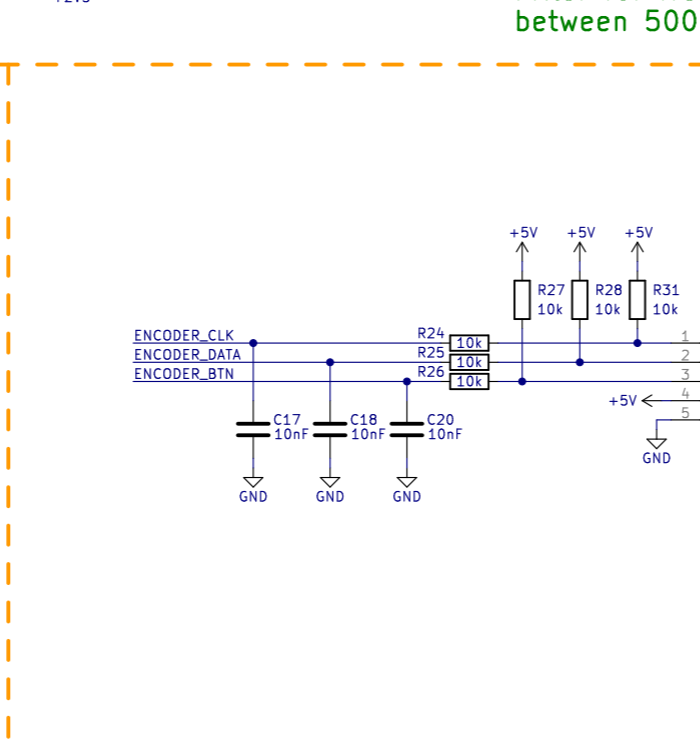 between 500
+5V +5V +5V
R27 R28 R31
10k 10k 10k
ENCODER_CLK R24 10k 1
ENCODER_DATA R25 10k 2
ENCODER_BTN R26 10k 3
+5V 4
5
C17 C18 C20
10nF 10nF 10nF
GND
GND GND GND